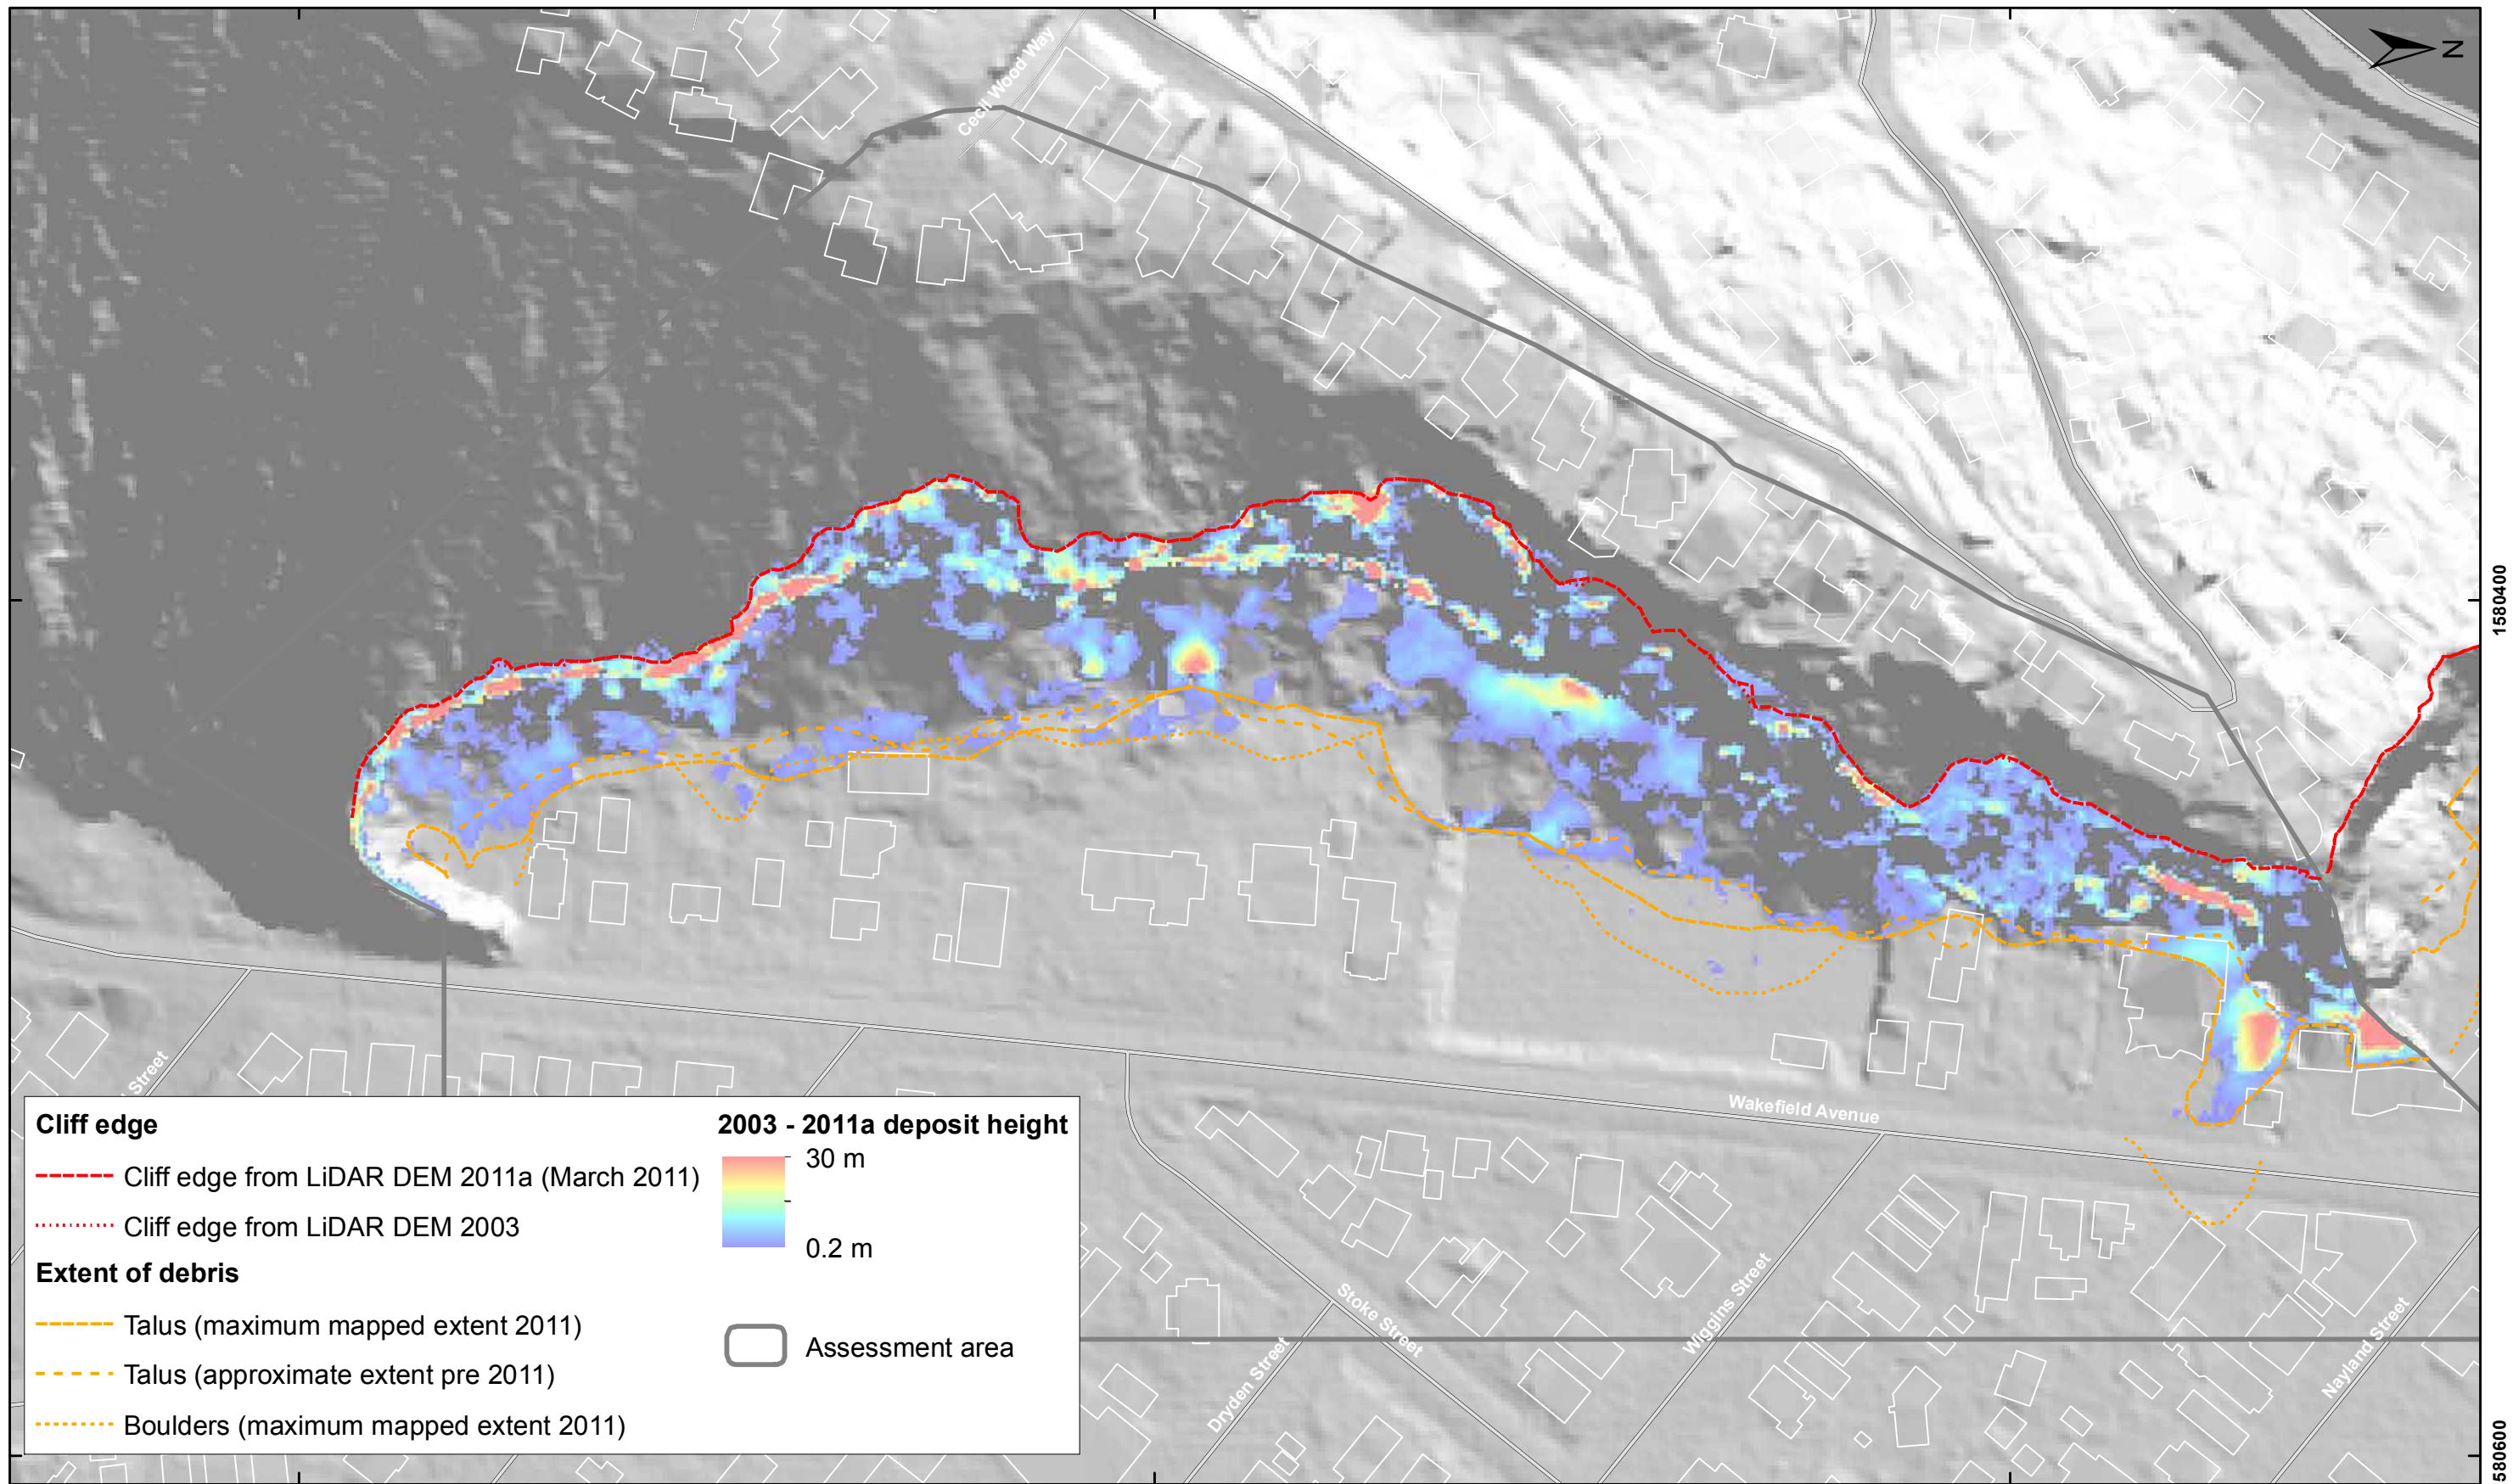 N
Cecil Wood Way
1580400
Street
Wakefield Avenue
Stoke Street
Wiggins Street
Dryden Street
Nayland Street
580600
Cliff edge
Cliff edge from LiDAR DEM 2011a (March 2011)
Cliff edge from LiDAR DEM 2003
Extent of debris
Talus (maximum mapped extent 2011)
Talus (approximate extent pre 2011)
Boulders (maximum mapped extent 2011)
2003 - 2011a deposit height
30 m
0.2 m
Assessment area